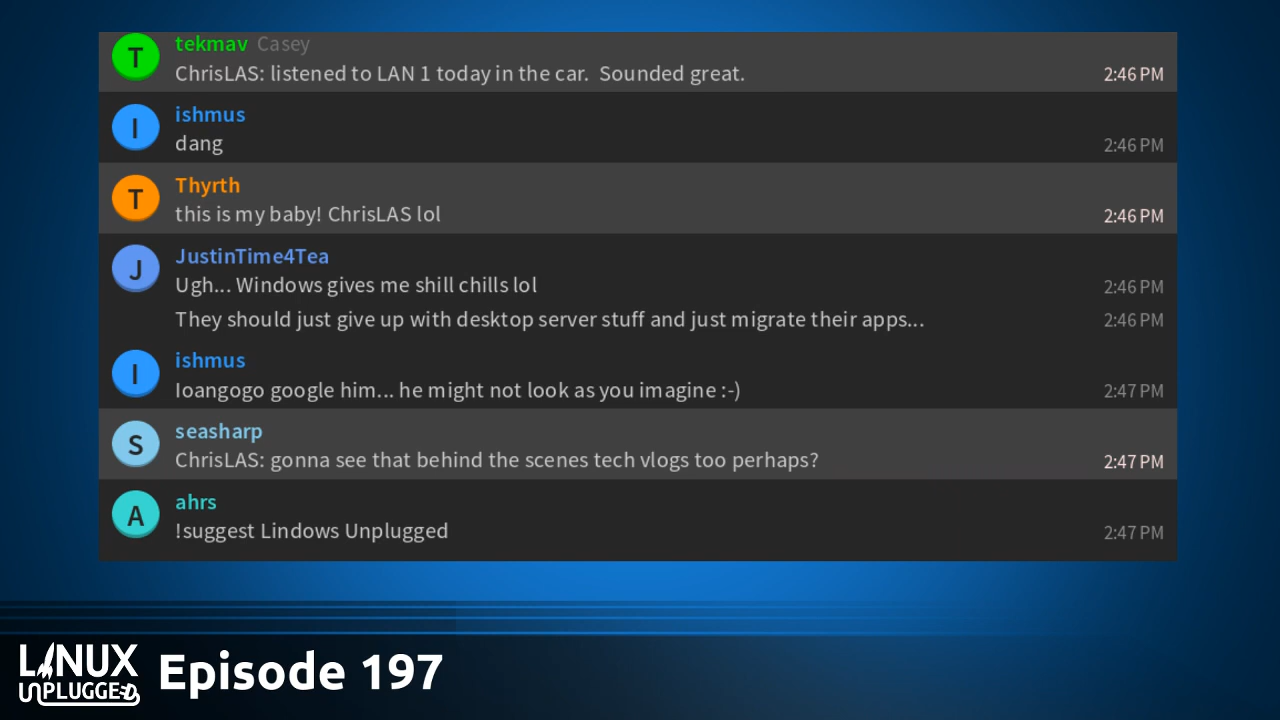 T
tekmav Casey
ChrisLAS: listened to LAN 1 today in the car. Sounded great.
2:46 PM
I
ishmus
dang
2:46 PM
T
Thyrth
this is my baby! ChrisLAS lol
2:46 PM
J
JustinTime4Tea
Ugh... Windows gives me shill chills lol
2:46 PM
They should just give up with desktop server stuff and just migrate their apps...
2:46 PM
I
ishmus
Ioangogo google him... he might not look as you imagine :-)
2:47 PM
S
seasharp
ChrisLAS: gonna see that behind the scenes tech vlogs too perhaps?
2:47 PM
A
ahrs
!suggest Lindows Unplugged
2:47 PM
LINUX
UNPLUGGED
Episode 197